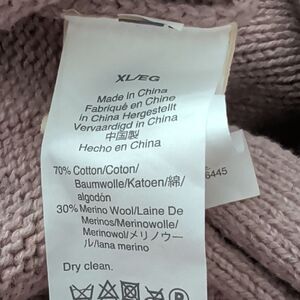 XL/EG
Made in China
Fabriqué en Chine
in China Hergestellt
Vervaardigd in China
中国製
Hecho en China
70% Cotton/Coton/
Baumwolle/Katoen/綿/
algodón
30% Merino Wool/Laine De
Merinos/Merinowolle/
Merinowol/メリノウー
ル/lana merino
Dry clean.
6445